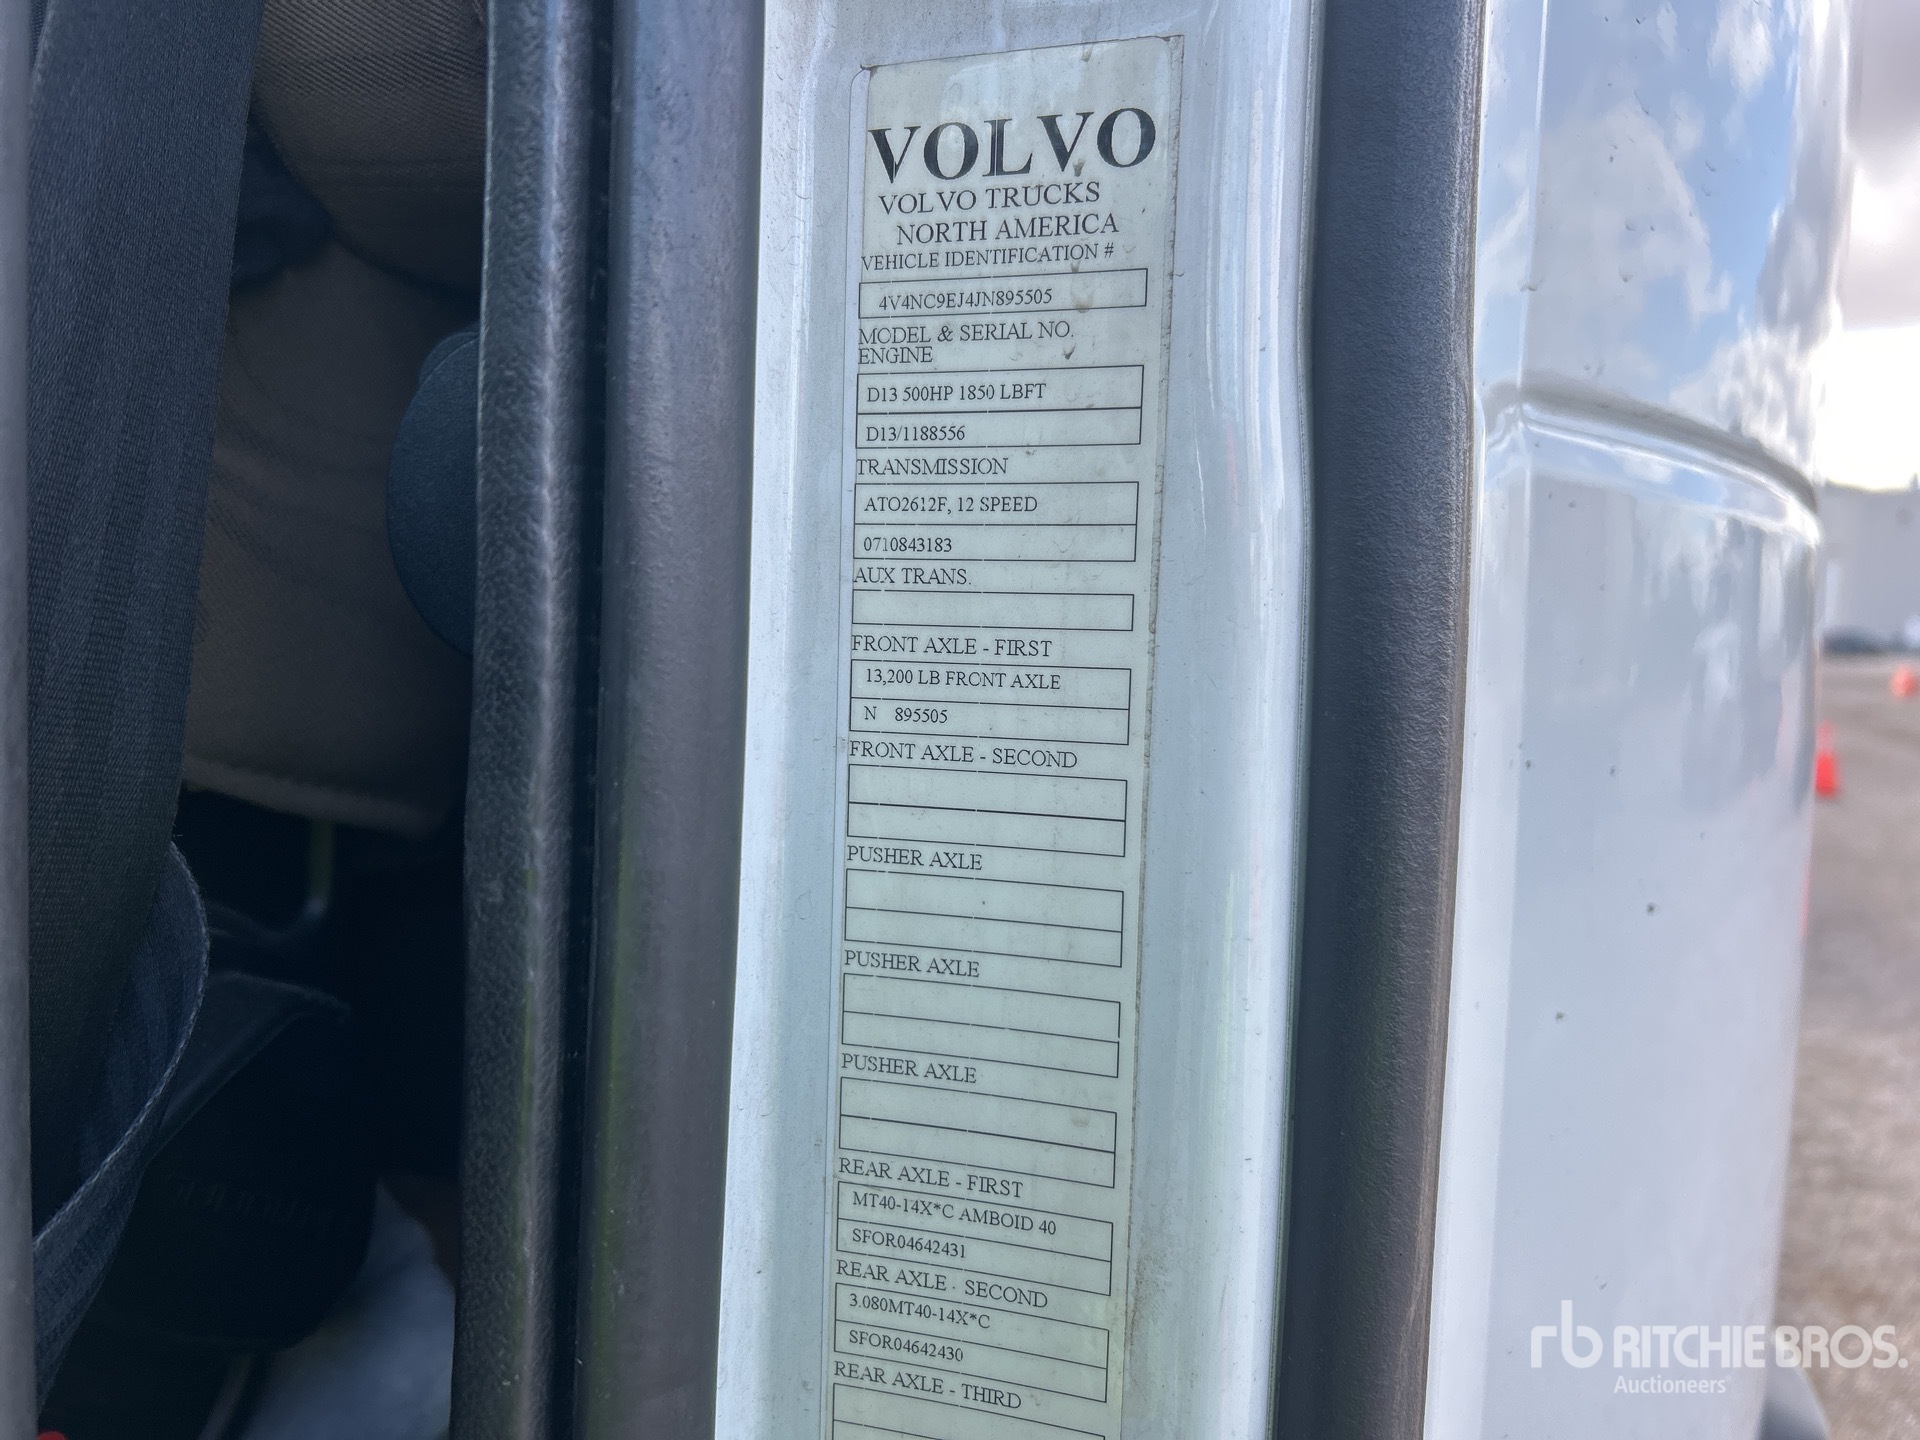 VOLVO
VOLVO TRUCKS
NORTH AMERICA
VEHICLE IDENTIFICATION #
4V4NC9EJ4JN895505
MODEL & SERIAL NO.
ENGINE
D13 500HP 1850 LBFT
D13/1188556
TRANSMISSION
ATO2612F, 12 SPEED
0710843183
AUX TRANS.
FRONT AXLE - FIRST
13,200 LB FRONT AXLE
N 895505
FRONT AXLE - SECOND
PUSHER AXLE
PUSHER AXLE
PUSHER AXLE
REAR AXLE - FIRST
MT40-14X*C AMBOID 40
SFOR04642431
REAR AXLE - SECOND
3.080MT40-14X*C
SFOR04642430
REAR AXLE - THIRD
rb RITCHIE BROS.
Auctioneers